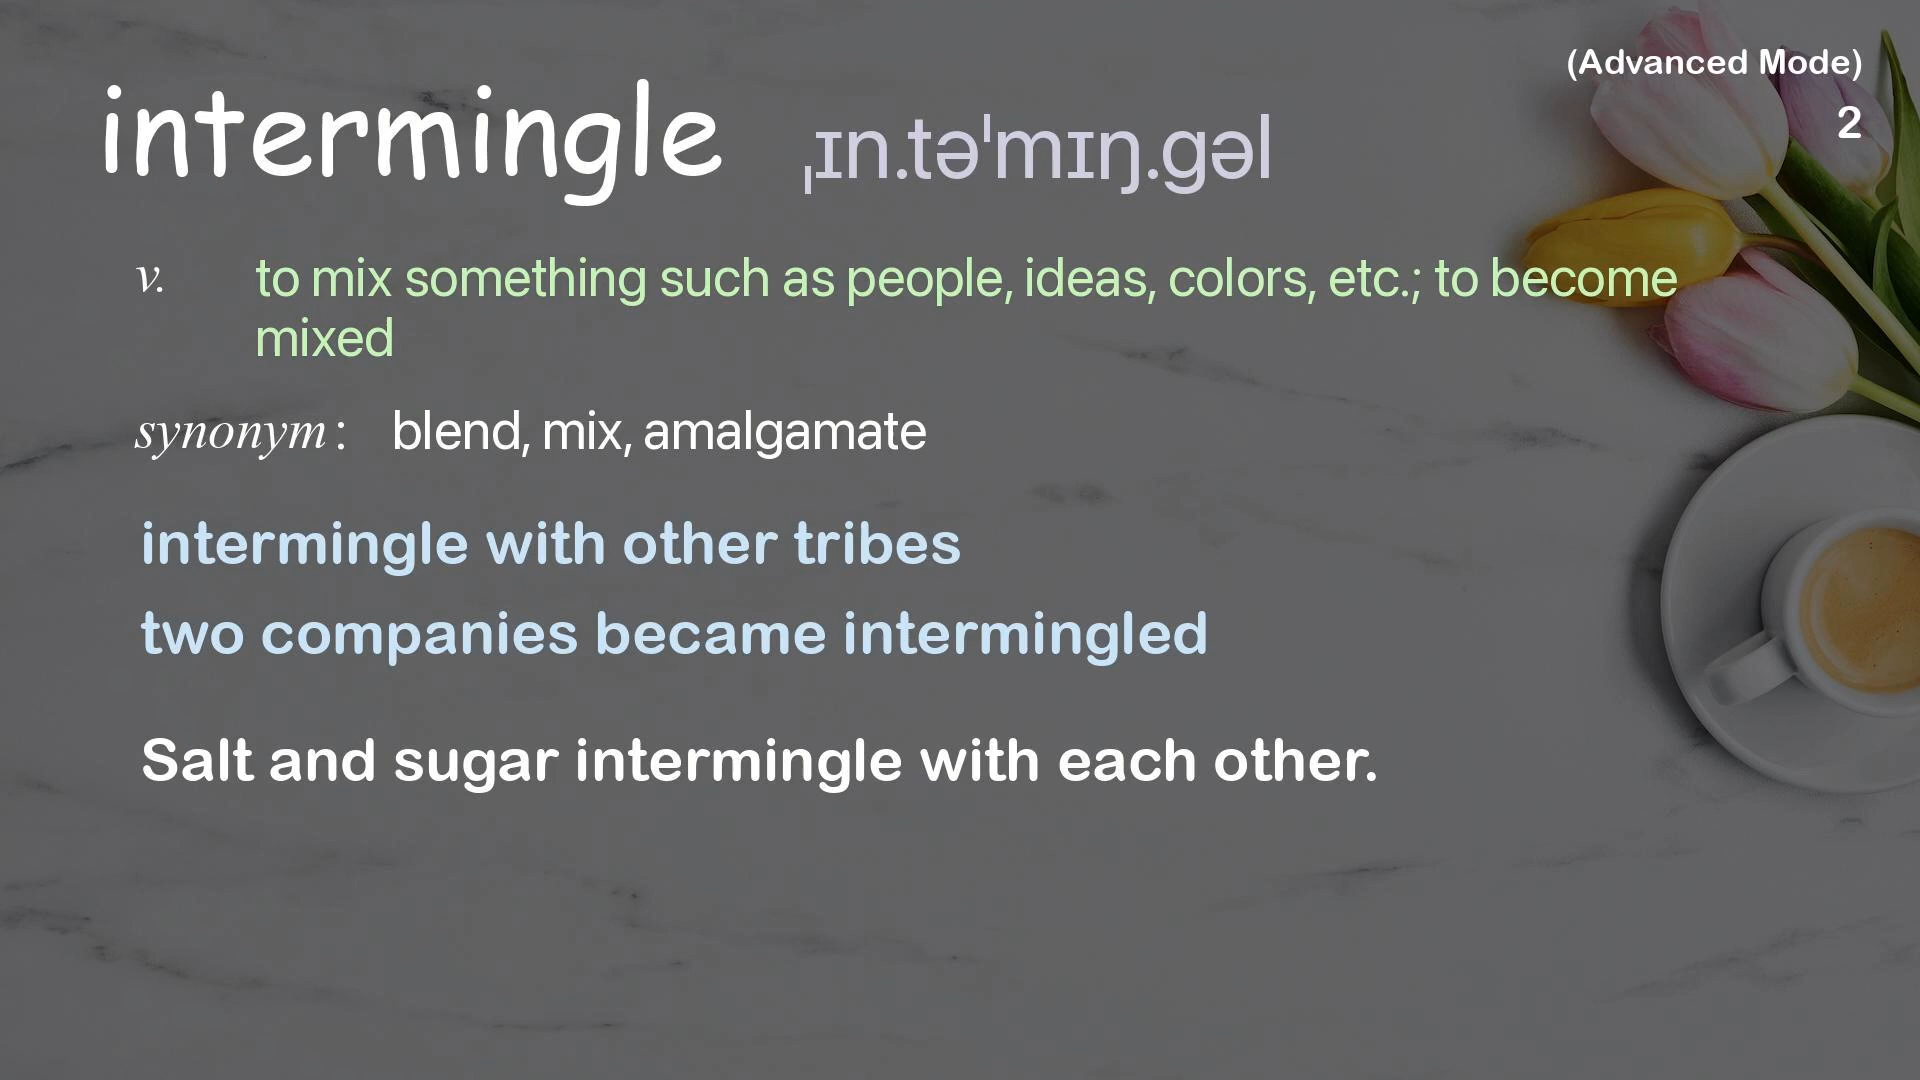 (Advanced Mode)
2
intermingle ˌɪn.təˈmɪŋ.gəl
v. to mix something such as people, ideas, colors, etc.; to become
mixed
synonym: blend, mix, amalgamate
intermingle with other tribes
two companies became intermingled
Salt and sugar intermingle with each other.